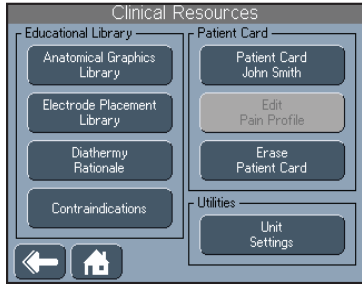 Clinical Resources
Educational Library
Anatomical Graphics
Library
Electrode Placement
Library
Diathermy
Rationale
Contraindications
Patient Card
Patient Card
John Smith
Edit
Pain Profile
Erase
Patient Card
Utilities
Unit
Settings